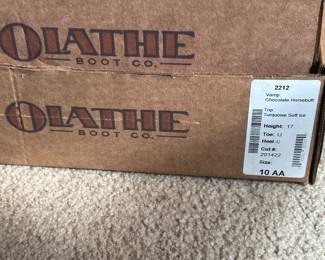 OLATHE
BOOT CO.
OLATHE
BOOT CO.
2212
Vamp:
Chocolate Horsebutt
Top:
Turquoise Soft Ice
Height: 17
Toe: U
Heel:
Cut #:
201422
Size:
10 AA